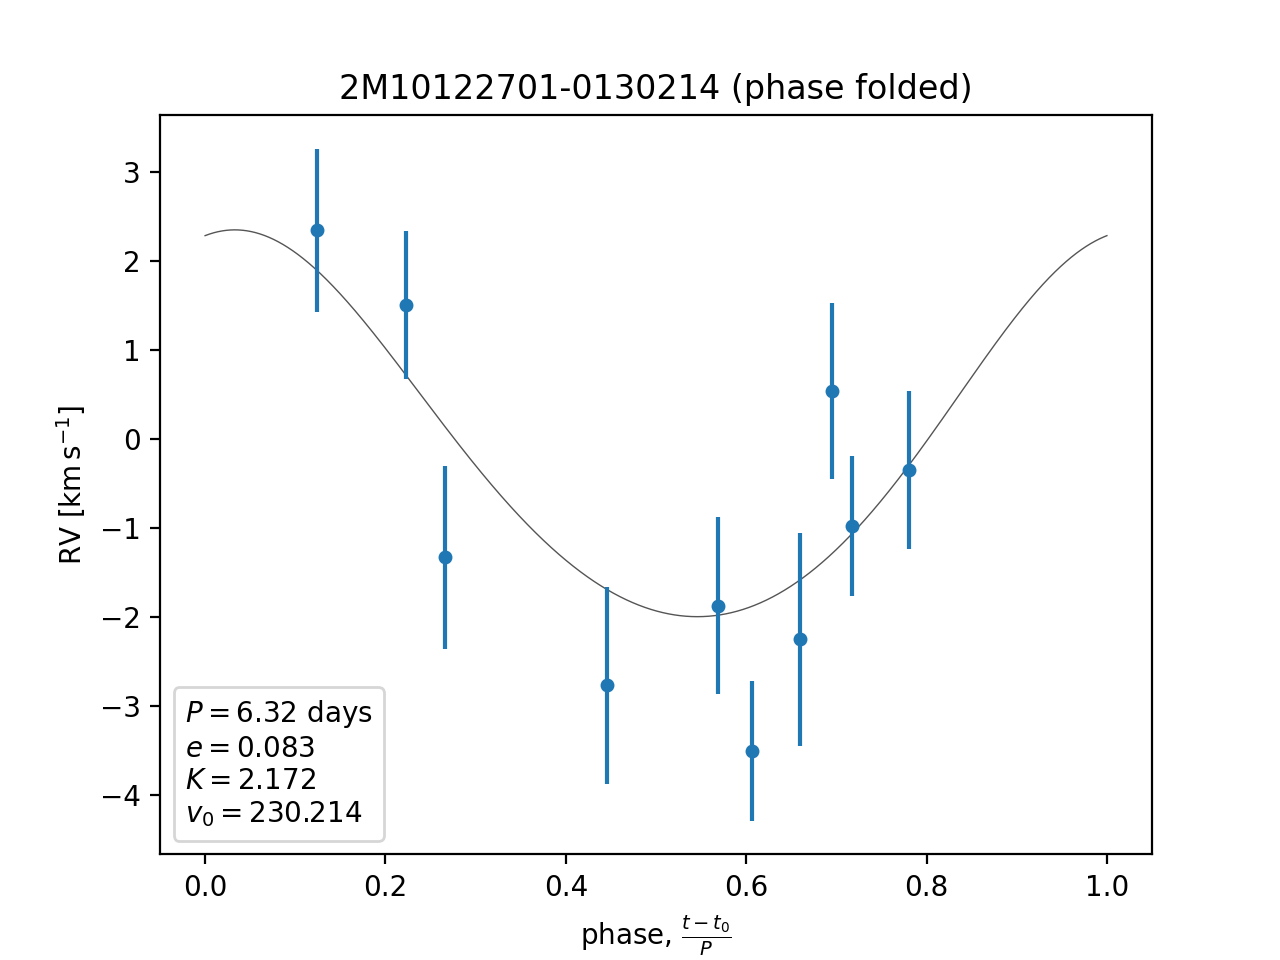 2M10122701-0130214 (phase folded)
RV [km s⁻¹]
3
2
1
0
−1
−2
−3
−4
P = 6.32 days
e = 0.083
K = 2.172
v₀ = 230.214
0.0 0.2 0.4 0.6 0.8 1.0
phase, \frac{t − t₀}{P}